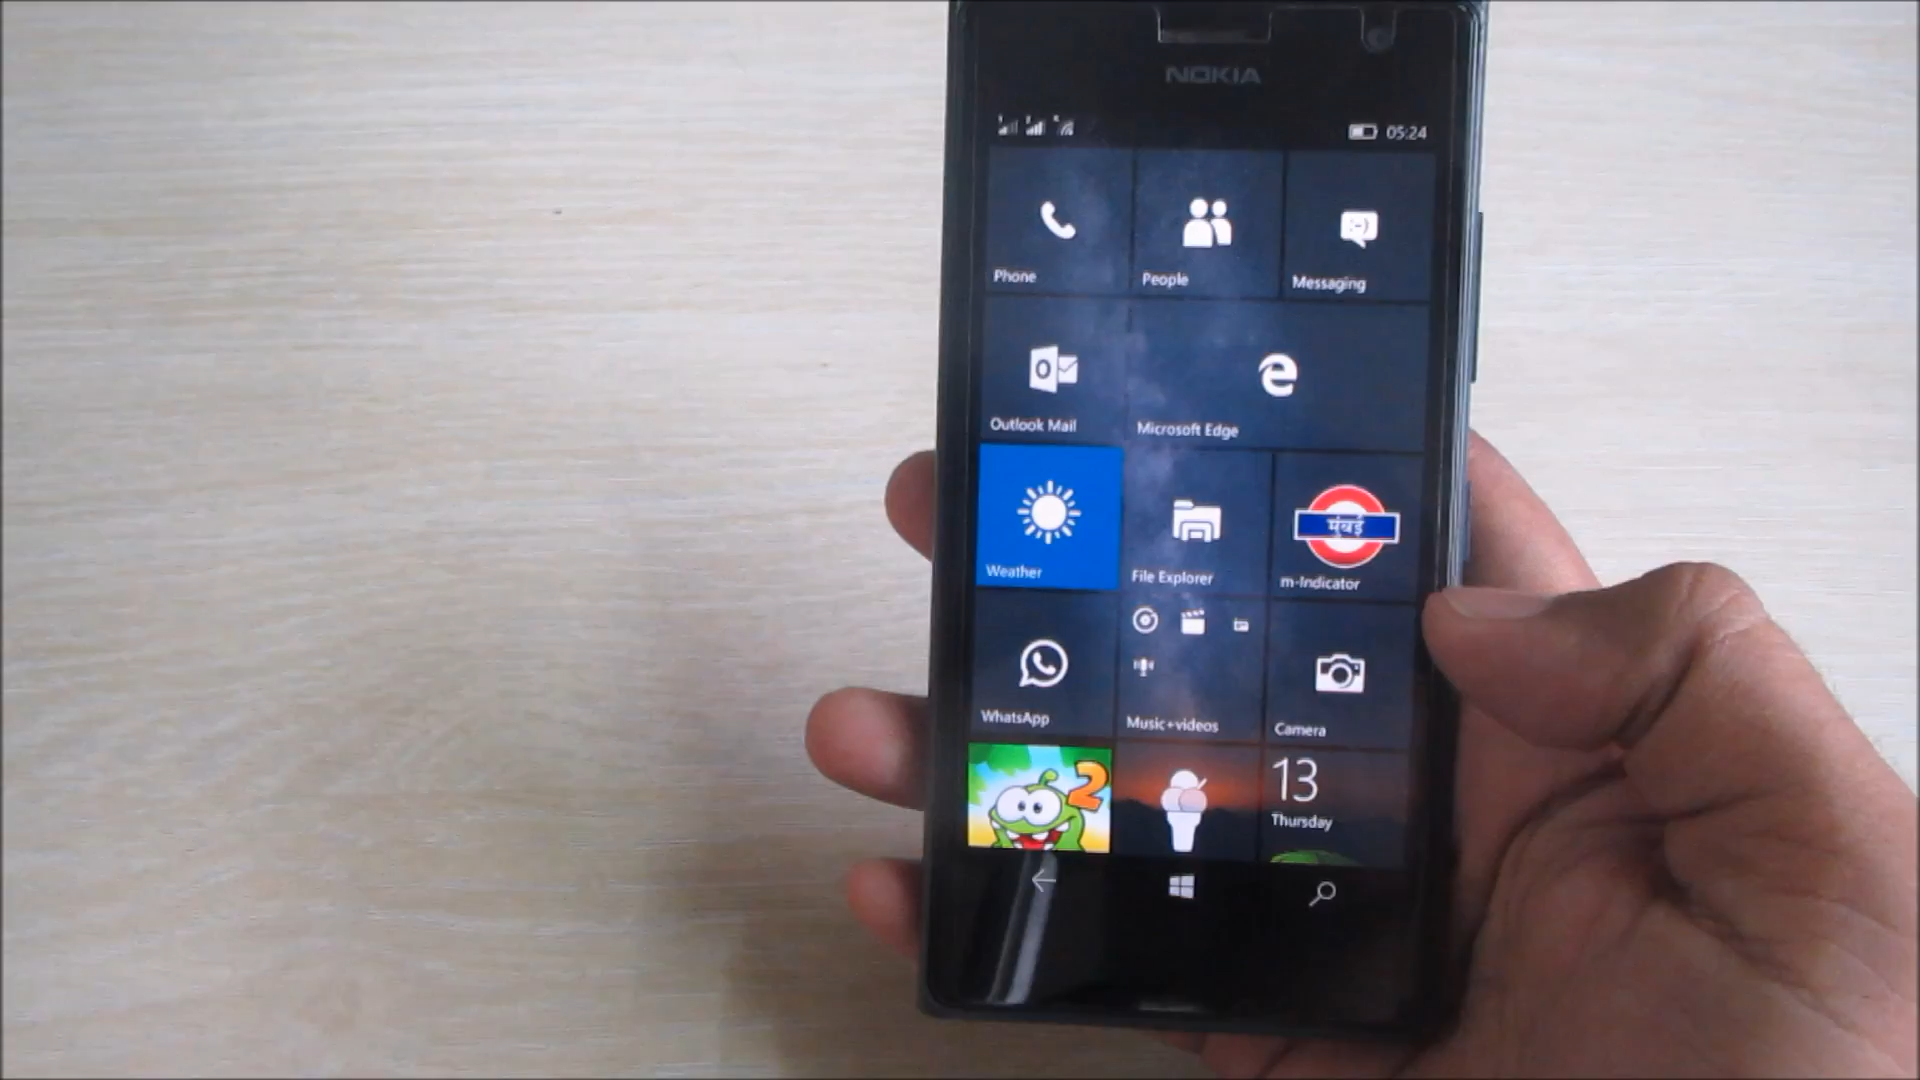 NOKIA
05:24
Phone
People
Messaging
Outlook Mail
Microsoft Edge
Weather
File Explorer
मुंबई
m-Indicator
WhatsApp
Music+videos
Camera
2
13
Thursday